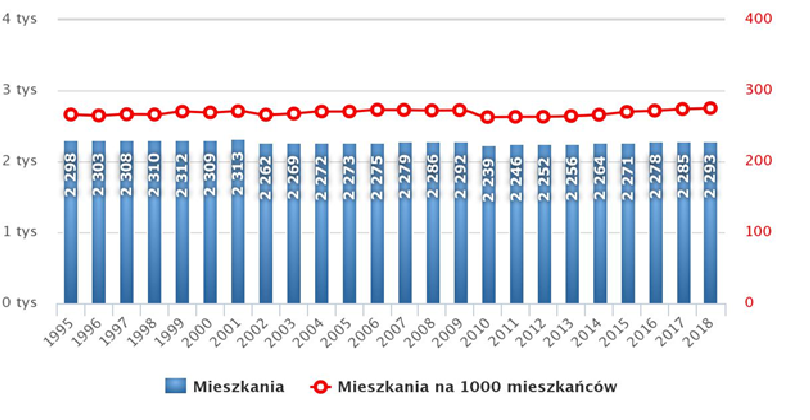 4 tys 400
3 tys 300
2 tys 200
1 tys 100
0 tys 0
2 298 2 303 2 308 2 310 2 312 2 309 2 313 2 262 2 269 2 272 2 273 2 275 2 279 2 286 2 292 2 239 2 246 2 252 2 256 2 264 2 271 2 278 2 285 2 293
1995 1996 1997 1998 1999 2000 2001 2002 2003 2004 2005 2006 2007 2008 2009 2010 2011 2012 2013 2014 2015 2016 2017 2018
Mieszkania Mieszkania na 1000 mieszkańców